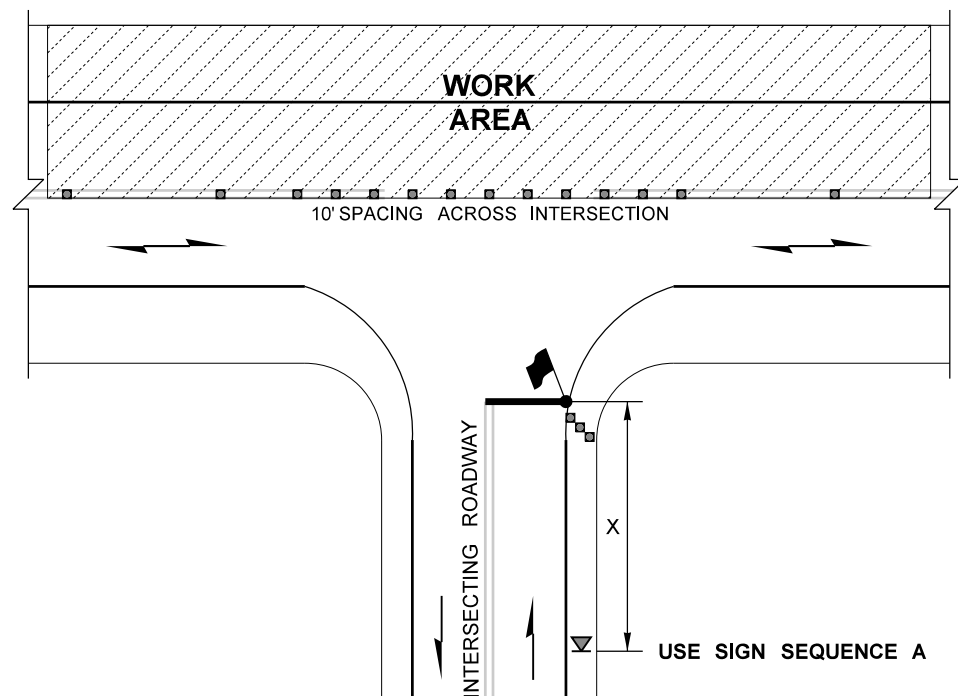 WORK
AREA
10' SPACING ACROSS INTERSECTION
INTERSECTING ROADWAY
X
USE SIGN SEQUENCE A